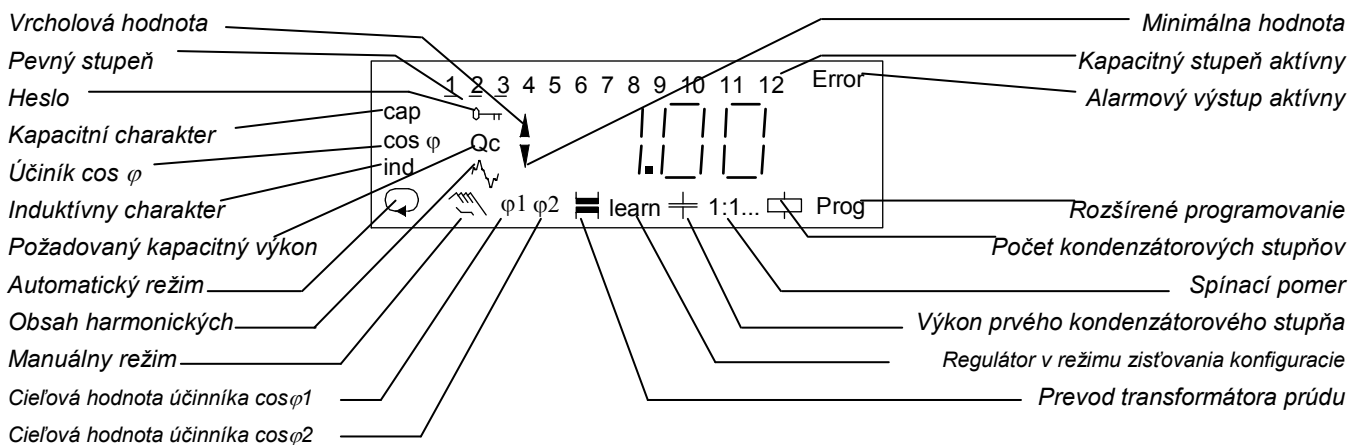 Vrcholová hodnota
Pevný stupeň
Heslo
Kapacitní charakter
Účiník cos φ
Induktívny charakter
Požadovaný kapacitný výkon
Automatický režim
Obsah harmonických
Manuálny režim
Cieľová hodnota účinníka cosφ1
Cieľová hodnota účinníka cosφ2
1 2 3 4 5 6 7 8 9 10 11 12 Error
cap
cos φ Qc
ind
1.00
φ1 φ2 learn 1:1... Prog
Minimálna hodnota
Kapacitný stupeň aktívny
Alarmový výstup aktívny
Rozšírené programovanie
Počet kondenzátorových stupňov
Spínací pomer
Výkon prvého kondenzátorového stupňa
Regulátor v režimu zisťovania konfiguracie
Prevod transformátora prúdu